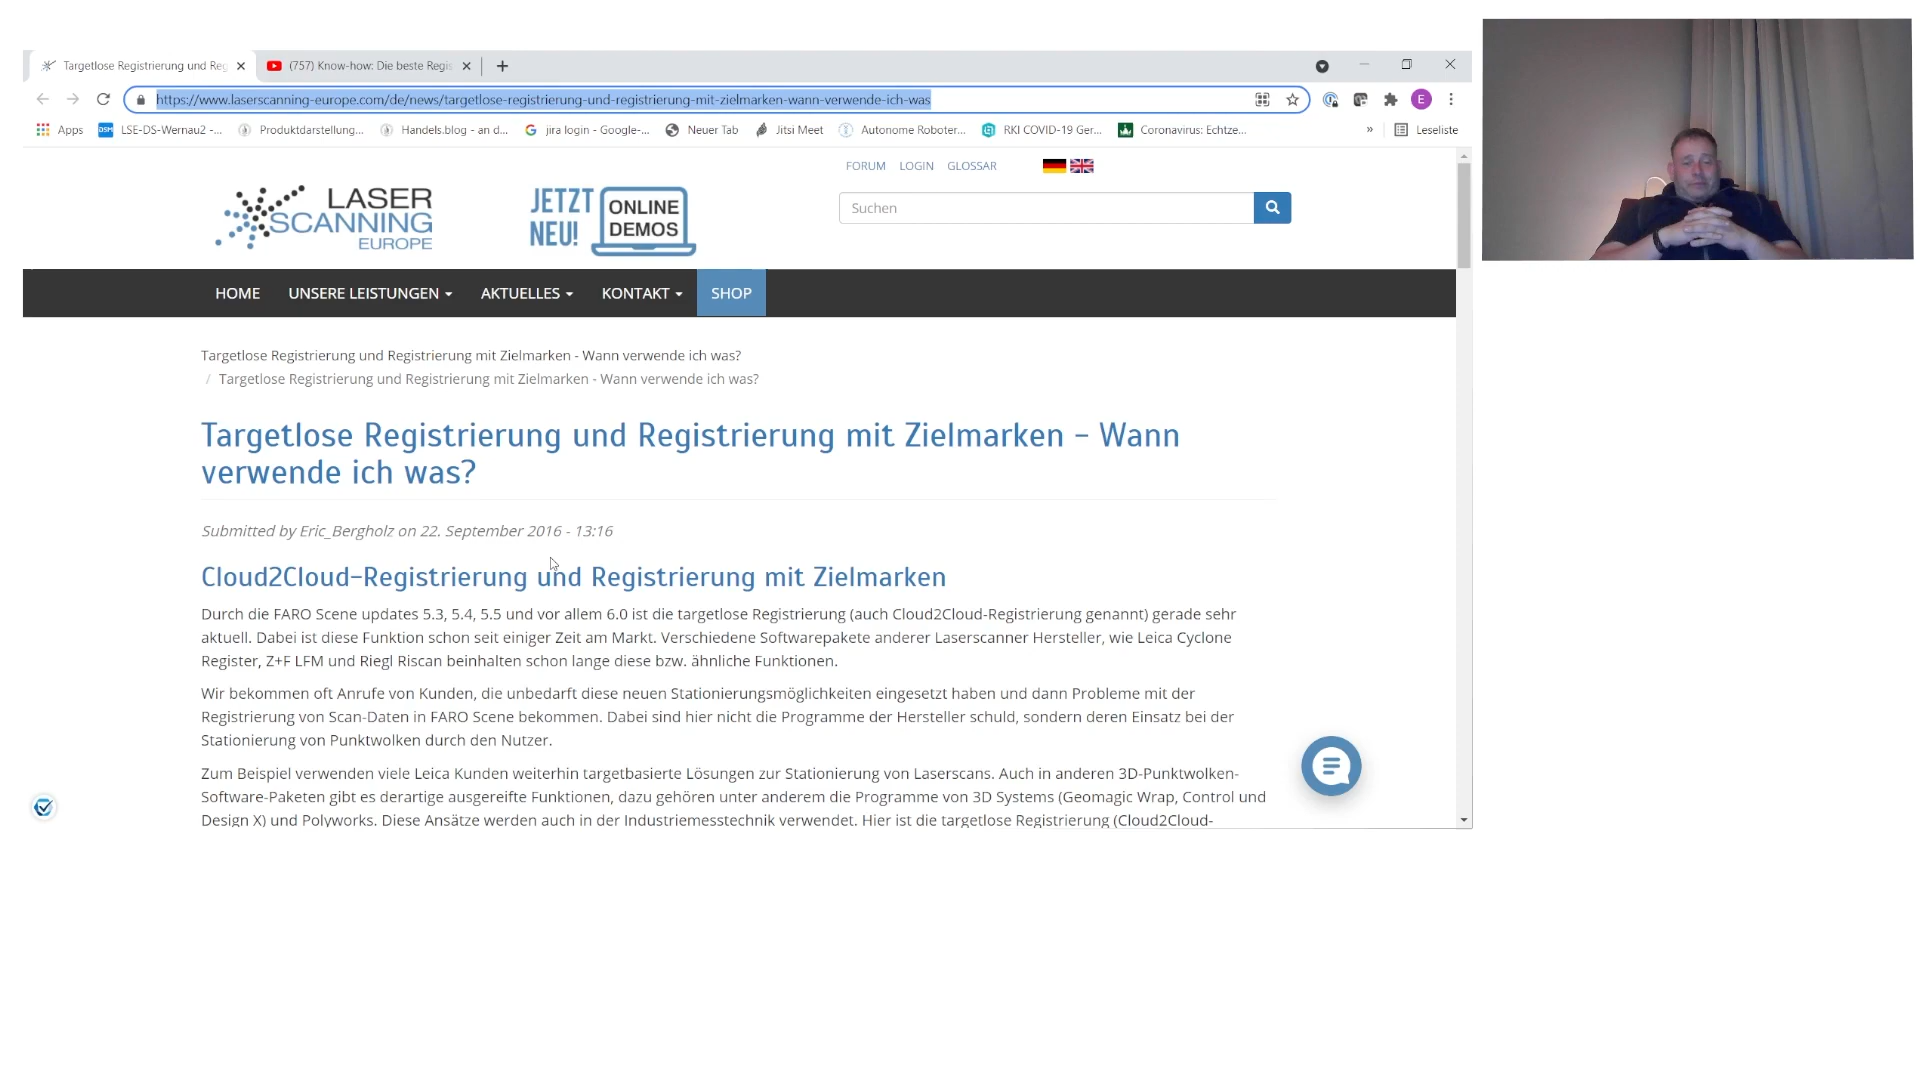 Targetlose Registrierung und Reg
(757) Know-how: Die beste Regis
https://www.laserscanning-europe.com/de/news/targetlose-registrierung-und-registrierung-mit-zielmarken-wann-verwende-ich-was
E
Apps
DSM LSE-DS-Wernau2 -...
Produktdarstellung...
Handels.blog - an d...
G jira login - Google-...
Neuer Tab
Jitsi Meet
Autonome Roboter...
RKI COVID-19 Ger...
Coronavirus: Echtze...
»
Leseliste
FORUM LOGIN GLOSSAR
LASER
SCANNING
EUROPE
JETZT
NEU!
ONLINE
DEMOS
Suchen
HOME UNSERE LEISTUNGEN AKTUELLES KONTAKT SHOP
Targetlose Registrierung und Registrierung mit Zielmarken - Wann verwende ich was?
/ Targetlose Registrierung und Registrierung mit Zielmarken - Wann verwende ich was?
Targetlose Registrierung und Registrierung mit Zielmarken - Wann
verwende ich was?
Submitted by Eric_Bergholz on 22. September 2016 - 13:16
Cloud2Cloud-Registrierung und Registrierung mit Zielmarken
Durch die FARO Scene updates 5.3, 5.4, 5.5 und vor allem 6.0 ist die targetlose Registrierung (auch Cloud2Cloud-Registrierung genannt) gerade sehr
aktuell. Dabei ist diese Funktion schon seit einiger Zeit am Markt. Verschiedene Softwarepakete anderer Laserscanner Hersteller, wie Leica Cyclone
Register, Z+F LFM und Riegl Riscan beinhalten schon lange diese bzw. ähnliche Funktionen.
Wir bekommen oft Anrufe von Kunden, die unbedarft diese neuen Stationierungsmöglichkeiten eingesetzt haben und dann Probleme mit der
Registrierung von Scan-Daten in FARO Scene bekommen. Dabei sind hier nicht die Programme der Hersteller schuld, sondern deren Einsatz bei der
Stationierung von Punktwolken durch den Nutzer.
Zum Beispiel verwenden viele Leica Kunden weiterhin targetbasierte Lösungen zur Stationierung von Laserscans. Auch in anderen 3D-Punktwolken-
Software-Paketen gibt es derartige ausgereifte Funktionen, dazu gehören unter anderem die Programme von 3D Systems (Geomagic Wrap, Control und
Design X) und Polyworks. Diese Ansätze werden auch in der Industriemesstechnik verwendet. Hier ist die targetlose Registrierung (Cloud2Cloud-